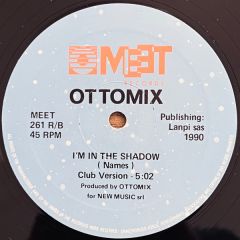 MEET
RECORDS
OTTOMIX
MEET
261 R/B
45 RPM
Publishing:
Lanpi sas
1990
I'M IN THE SHADOW
( Names )
Club Version - 5:02
Produced by OTTOMIX
for NEW MUSIC srl